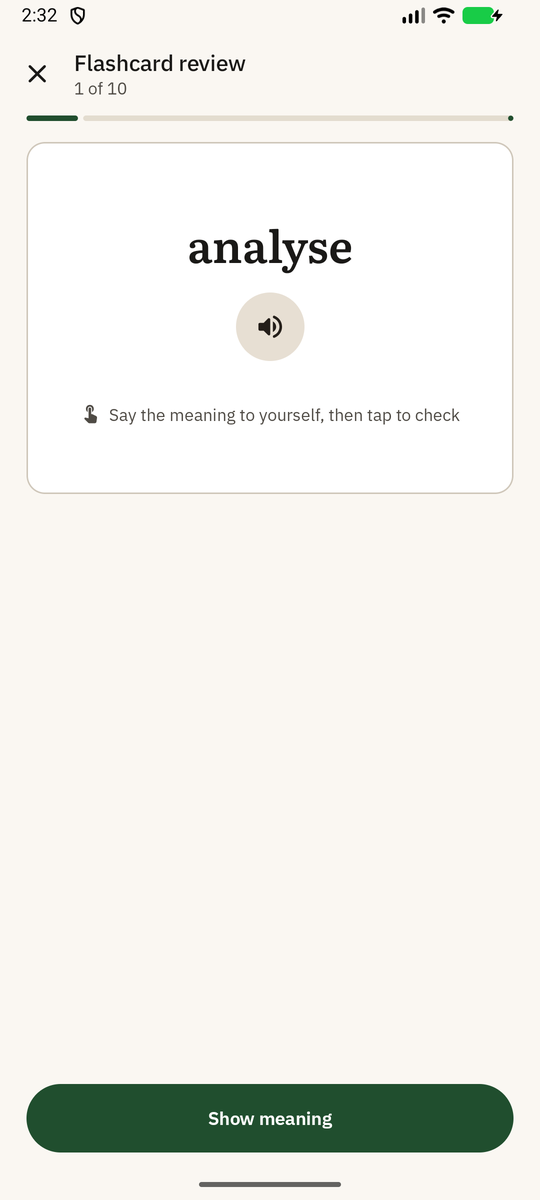 2:32
Flashcard review
1 of 10
analyse
Say the meaning to yourself, then tap to check
Show meaning